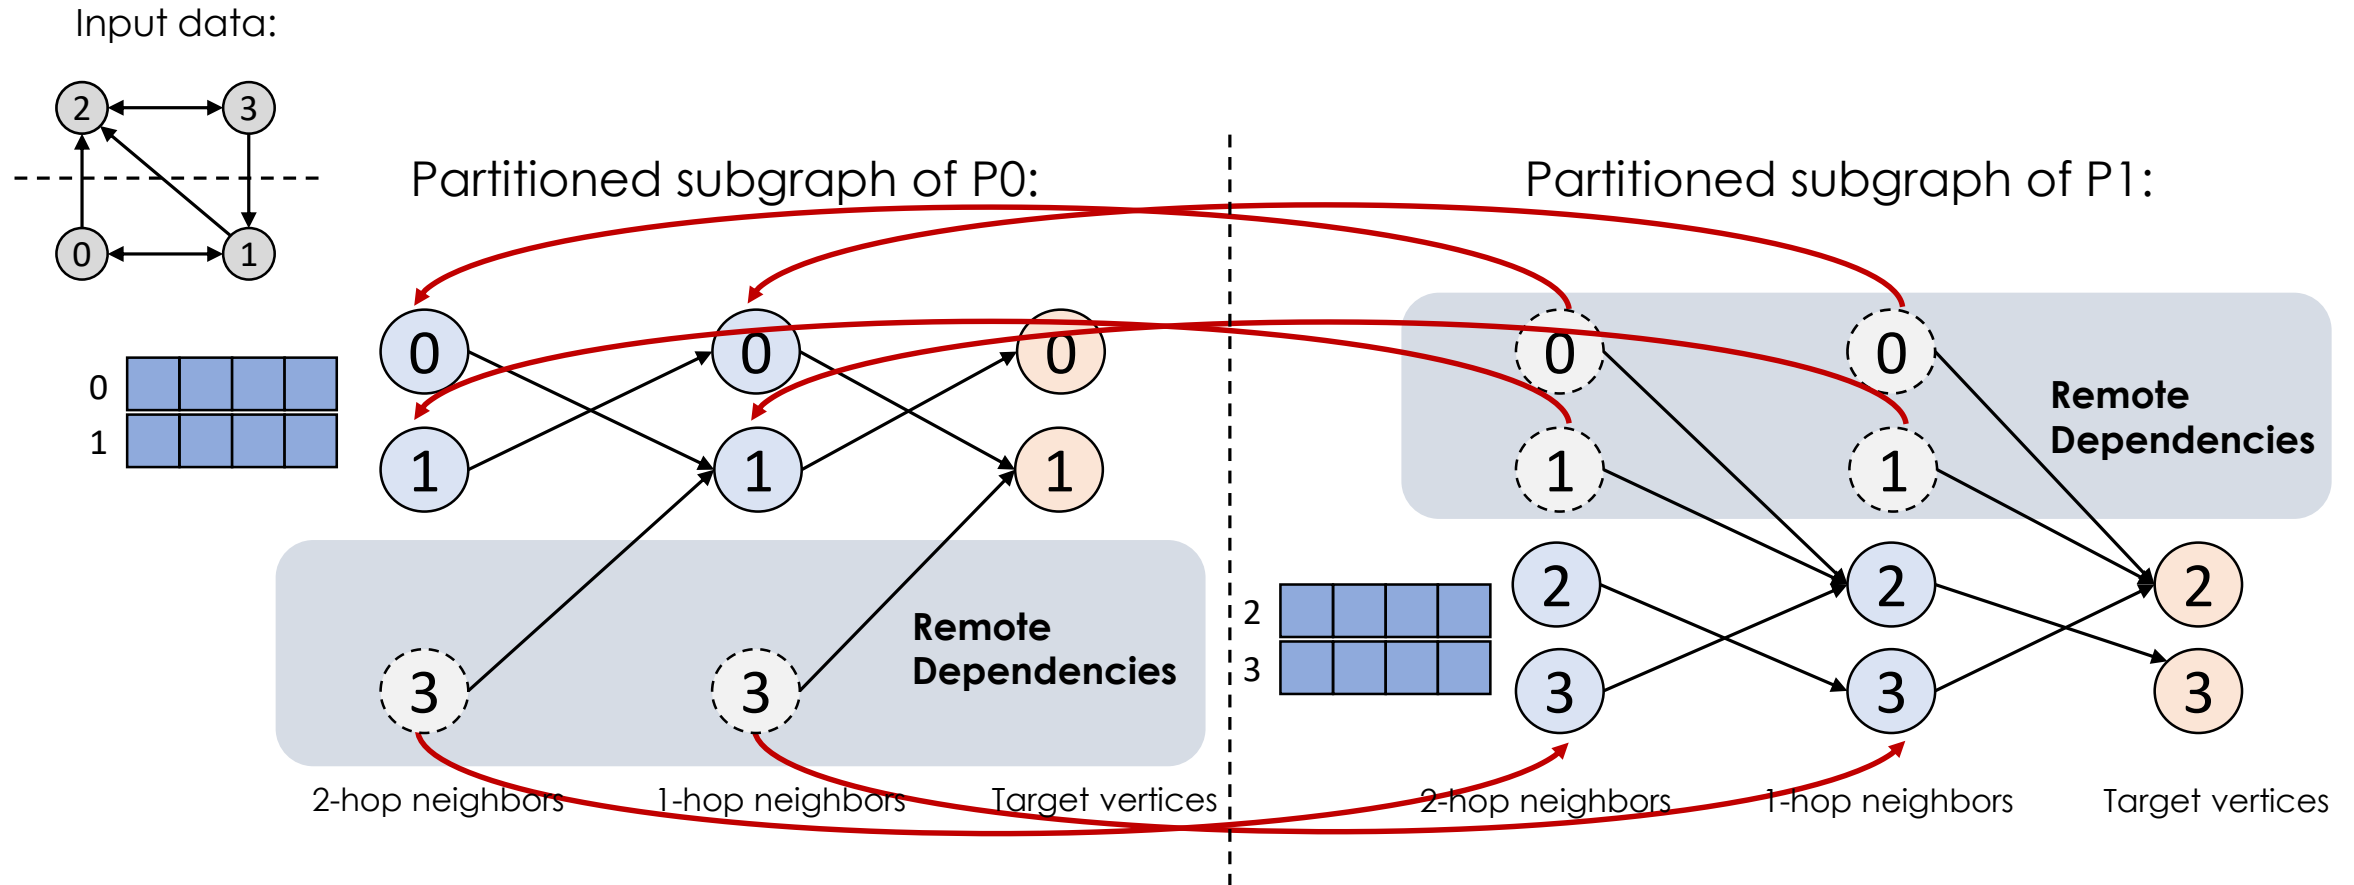 Input data:
2 3
0 1
Partitioned subgraph of P0:
0 0 0
0
1
1 1 1
Remote
Dependencies
3 3
2-hop neighbors 1-hop neighbors Target vertices
Partitioned subgraph of P1:
0 0
Remote
Dependencies
1 1
2 2 2
2
3
3 3 3
2-hop neighbors 1-hop neighbors Target vertices